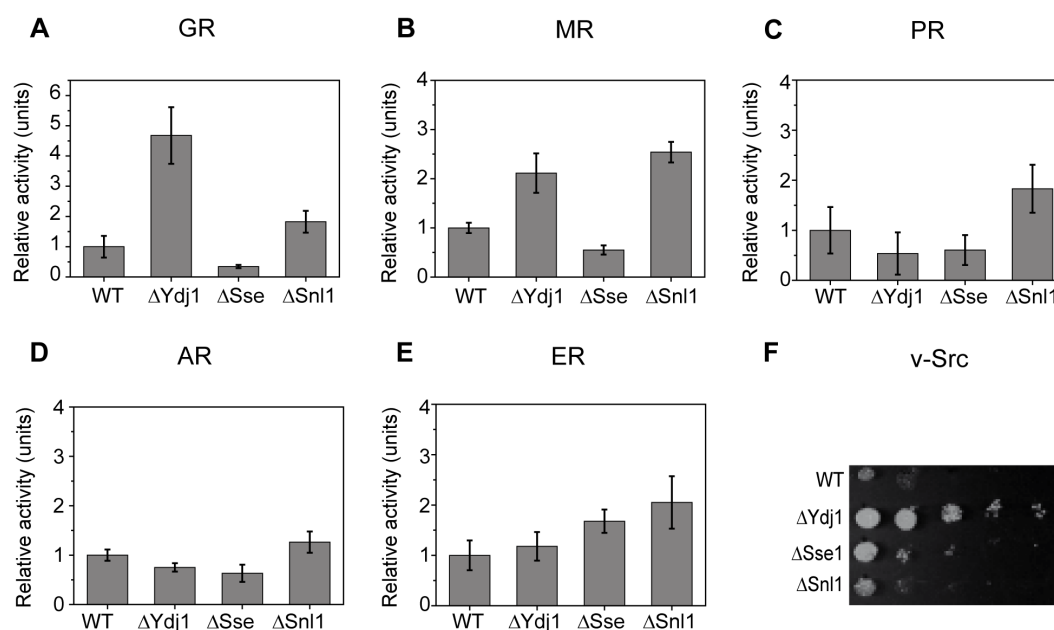 A GR
Relative activity (units)
6
5
4
3
2
1
0
WT ΔYdj1 ΔSse ΔSnl1
B MR
Relative activity (units)
4
3
2
1
0
WT ΔYdj1 ΔSse ΔSnl1
C PR
Relative activity (units)
4
3
2
1
0
WT ΔYdj1 ΔSse ΔSnl1
D AR
Relative activity (units)
4
3
2
1
0
WT ΔYdj1 ΔSse ΔSnl1
E ER
Relative activity (units)
4
3
2
1
0
WT ΔYdj1 ΔSse ΔSnl1
F v-Src
WT
ΔYdj1
ΔSse1
ΔSnl1